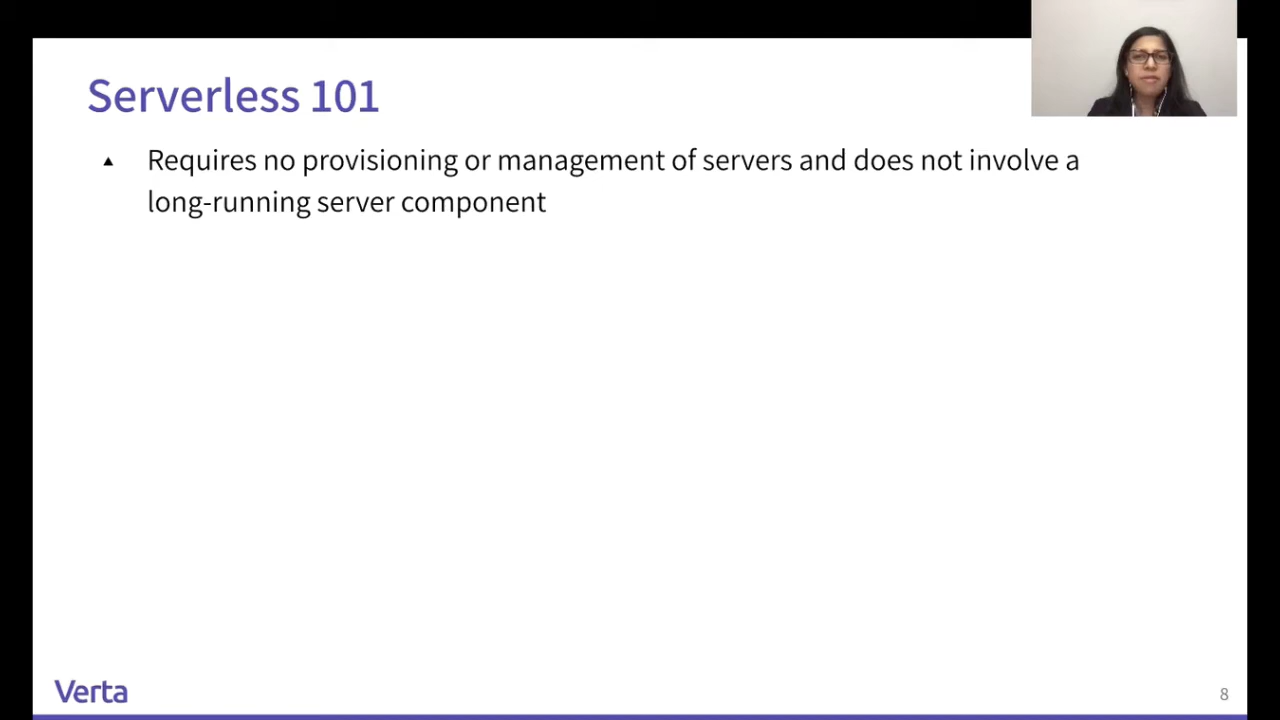 Serverless 101
▲ Requires no provisioning or management of servers and does not involve a
long-running server component
Verta
8